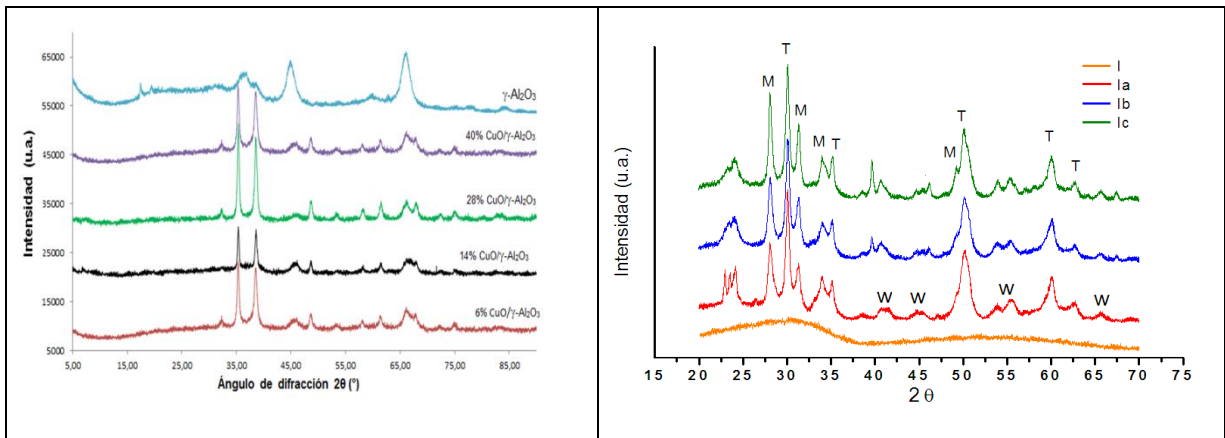 Intensidad (u.a.)
65000
55000
45000
35000
25000
15000
5000
γ-Al2O3
40% CuO/γ-Al2O3
28% CuO/γ-Al2O3
14% CuO/γ-Al2O3
6% CuO/γ-Al2O3
5,00 15,00 25,00 35,00 45,00 55,00 65,00 75,00 85,00
Ángulo de difracción 2θ (°)
Intensidad (u.a.)
T
M
M
T
M
T
T
T
I
Ia
Ib
Ic
W
W
W
W
15 20 25 30 35 40 45 50 55 60 65 70 75
2 θ